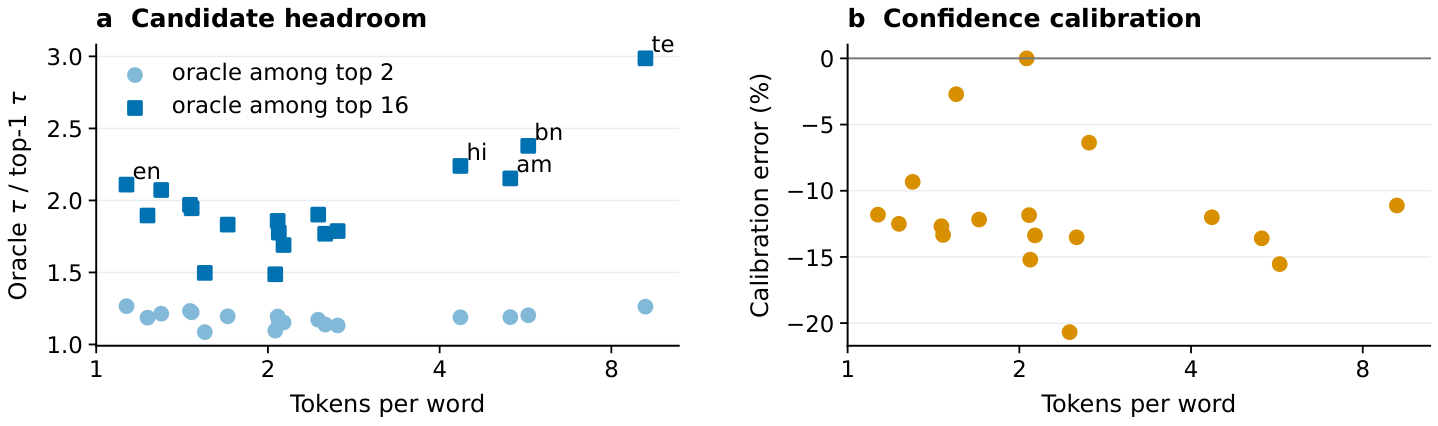 a Candidate headroom
Oracle τ / top-1 τ
3.0
2.5
2.0
1.5
1.0
oracle among top 2
oracle among top 16
en
hi
am
bn
te
1
2
4
8
Tokens per word
b Confidence calibration
Calibration error (%)
0
−5
−10
−15
−20
1
2
4
8
Tokens per word